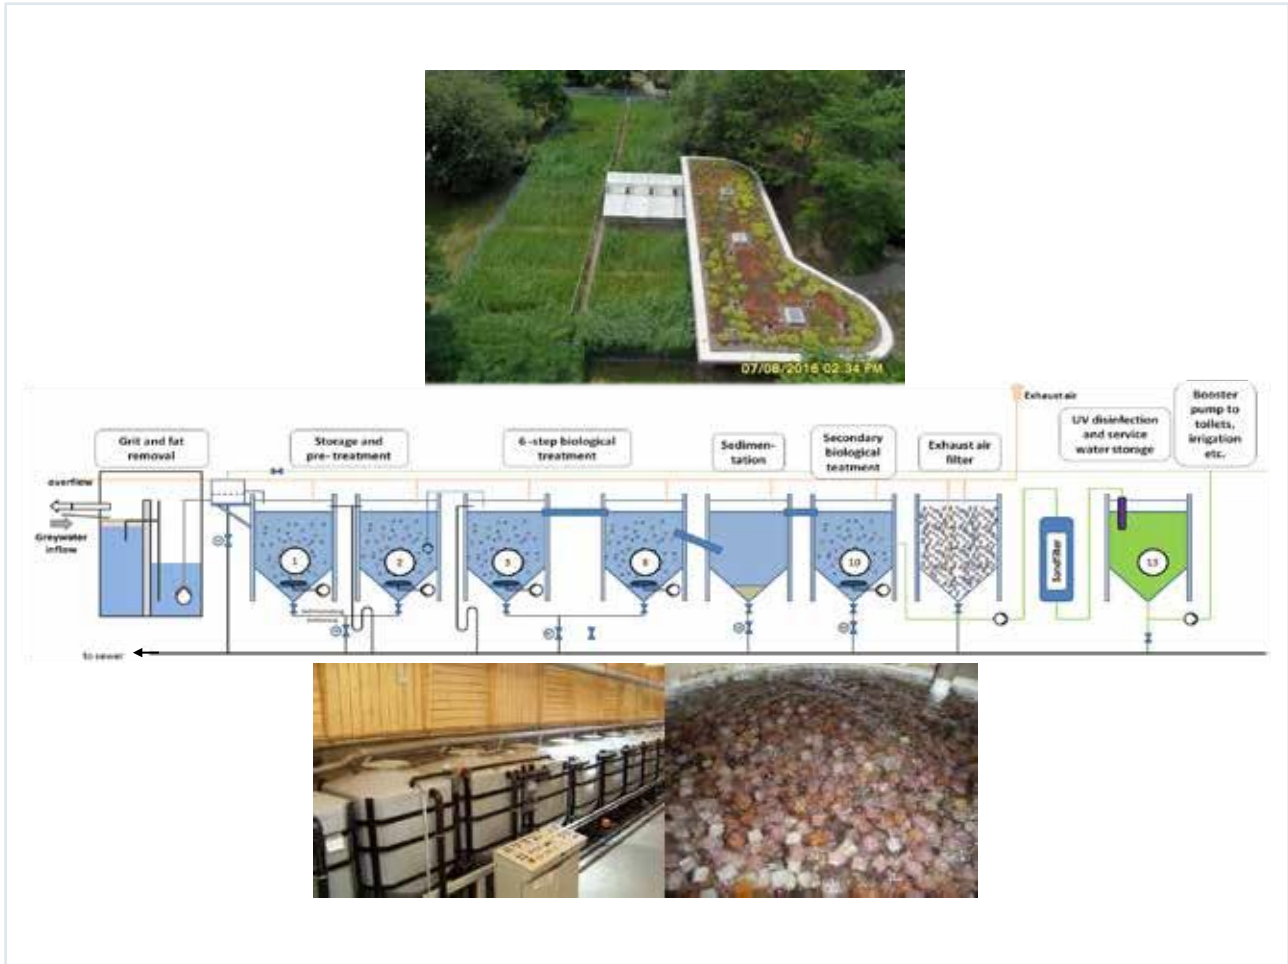 07/08/2016 02:34 PM
Exhaust air
Grit and fat
removal
Storage and
pre- treatment
6 -step biological
treatment
Sedimen-
tation
Secondary
biological
teatment
Exhaust air
filter
UV disinfection
and service
water storage
Booster
pump to
toilets,
irrigation
etc.
overflow
Greywater
inflow
1
2
10
Sandfilter
13
to sewer